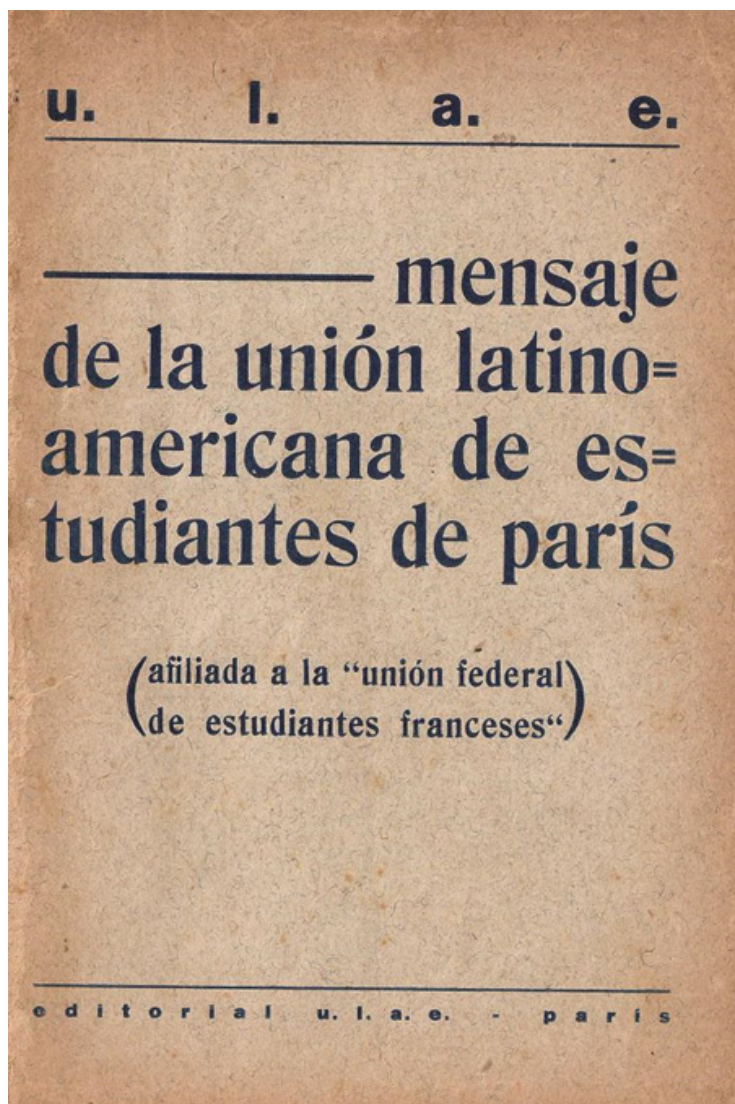 u. l. a. e.
mensaje
de la unión latino=
americana de es=
tudiantes de parís
(afiliada a la “unión federal
de estudiantes franceses“)
editorial u. l. a. e. - parís